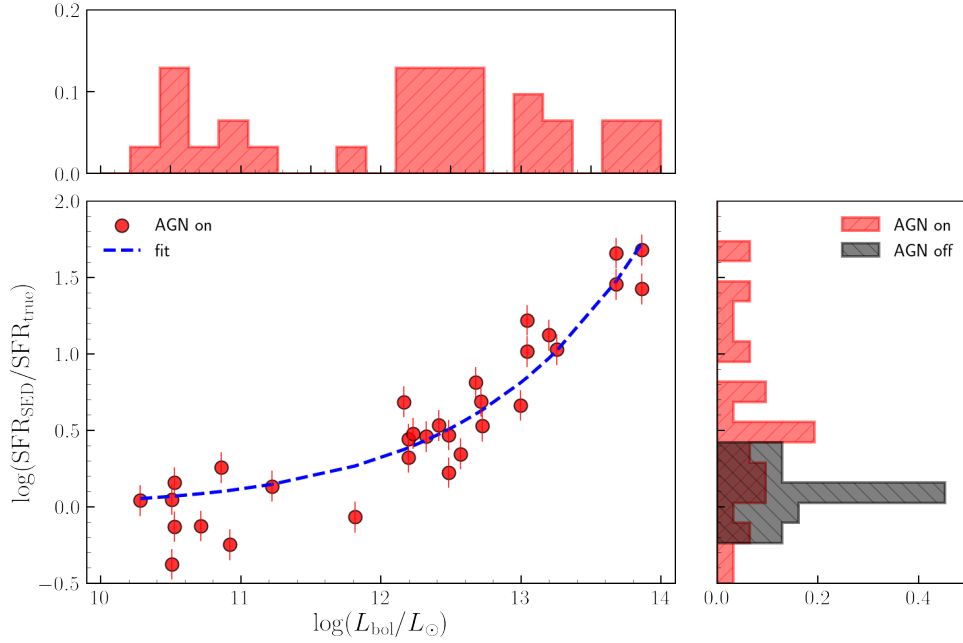 0.2
0.1
0.0
2.0
1.5
1.0
0.5
0.0
−0.5
log(SFR_SED/SFR_true)
AGN on
fit
10
11
12
13
14
log(L_bol/L_⊙)
AGN on
AGN off
0.0
0.2
0.4